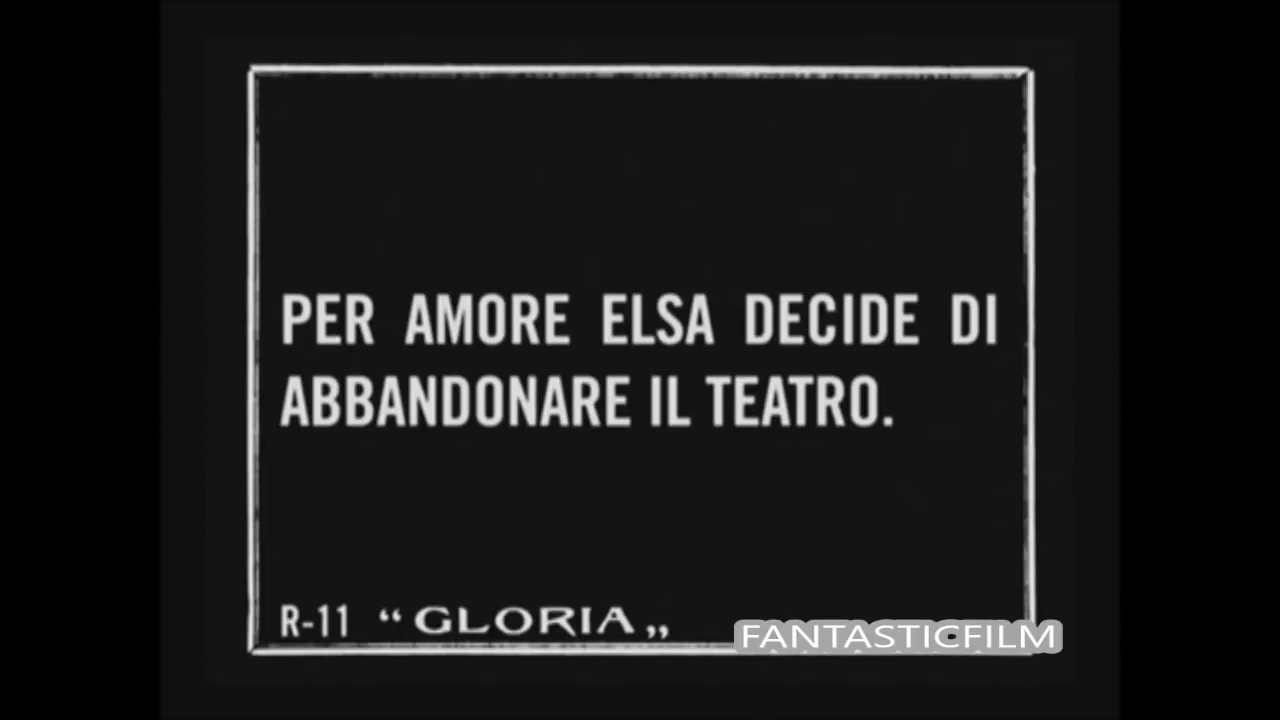 PER AMORE ELSA DECIDE DI
ABBANDONARE IL TEATRO.
R-11 “GLORIA„
FANTASTICFILM